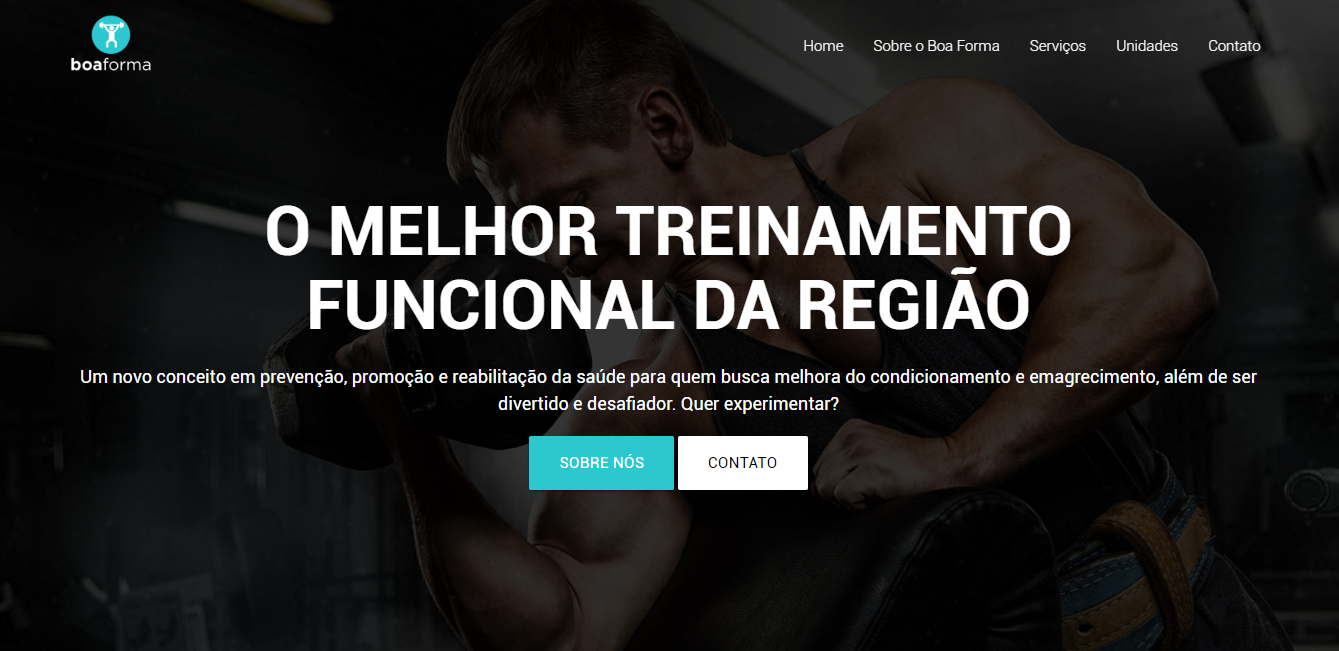 boaforma
Home
Sobre o Boa Forma
Serviços
Unidades
Contato
O MELHOR TREINAMENTO
FUNCIONAL DA REGIÃO
Um novo conceito em prevenção, promoção e reabilitação da saúde para quem busca melhora do condicionamento e emagrecimento, além de ser
divertido e desafiador. Quer experimentar?
SOBRE NÓS
CONTATO